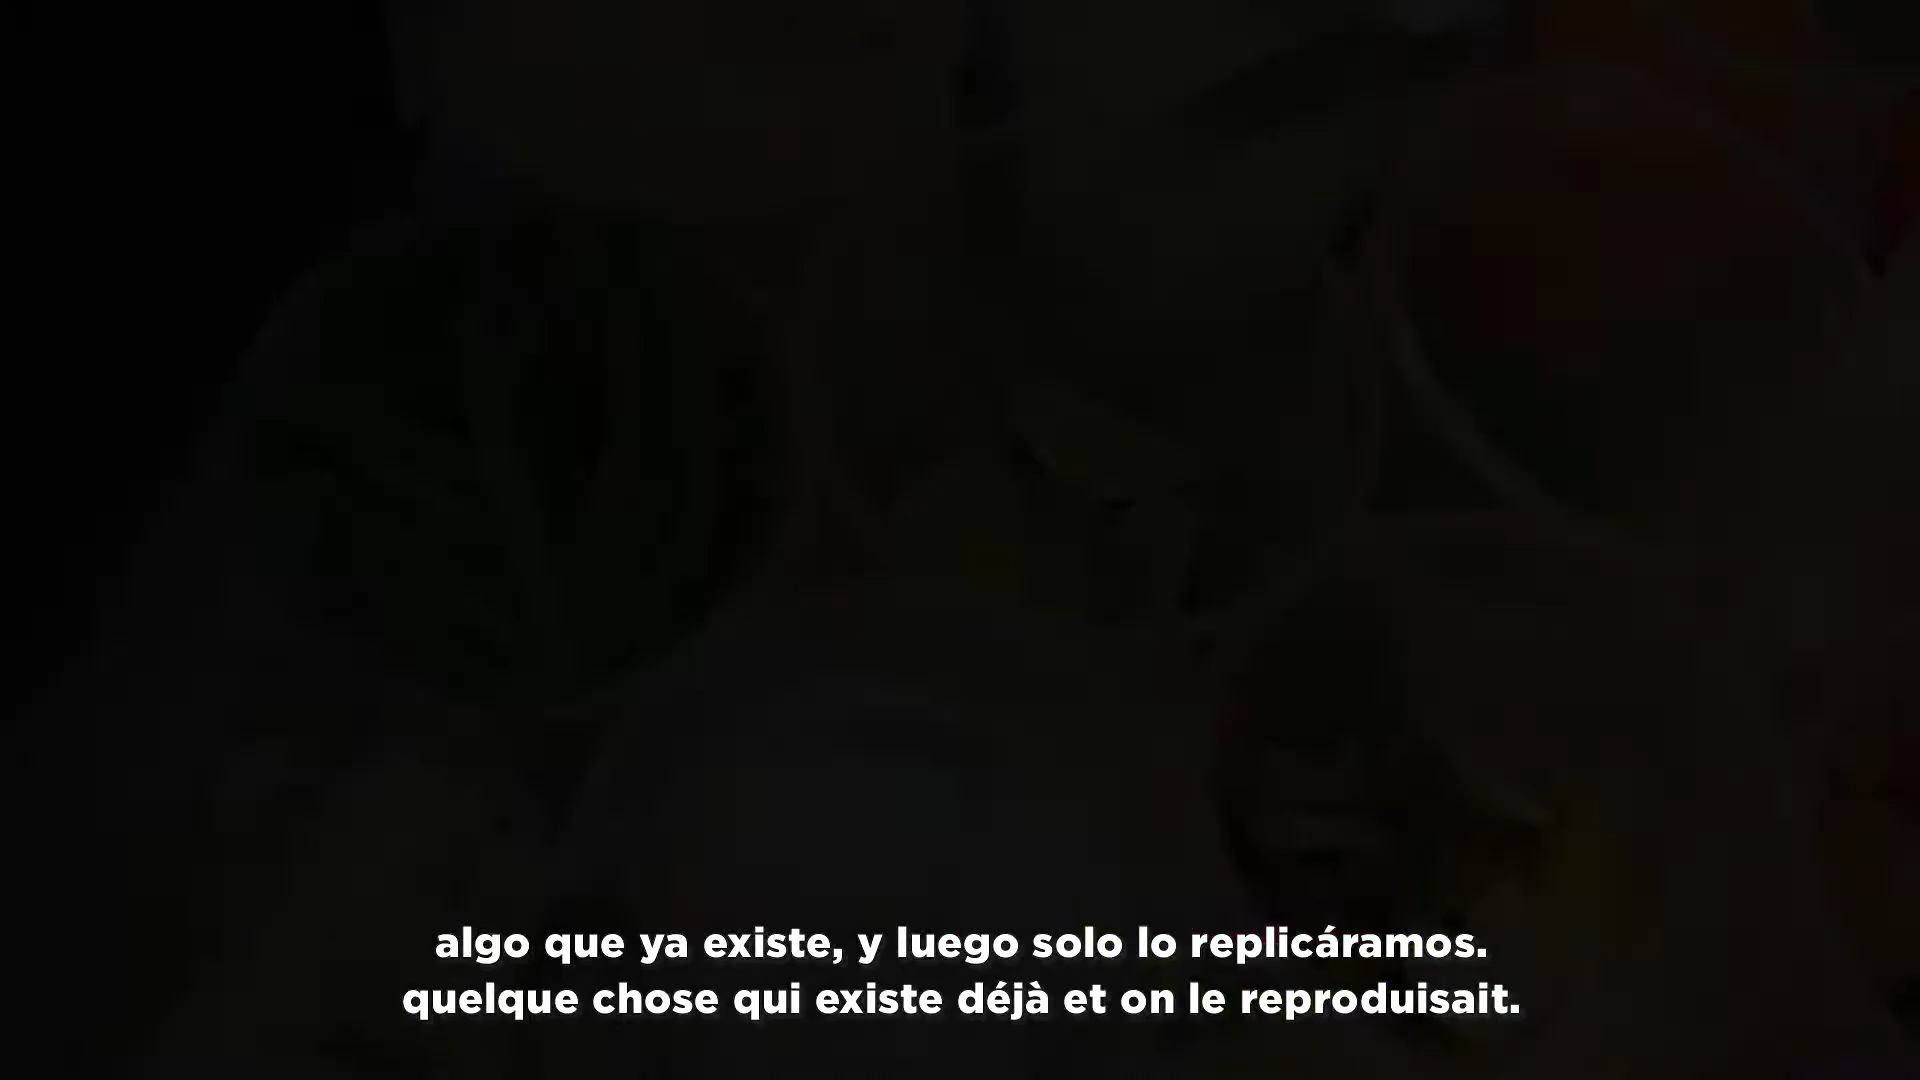 algo que ya existe, y luego solo lo replicáramos.
quelque chose qui existe déjà et on le reproduisait.